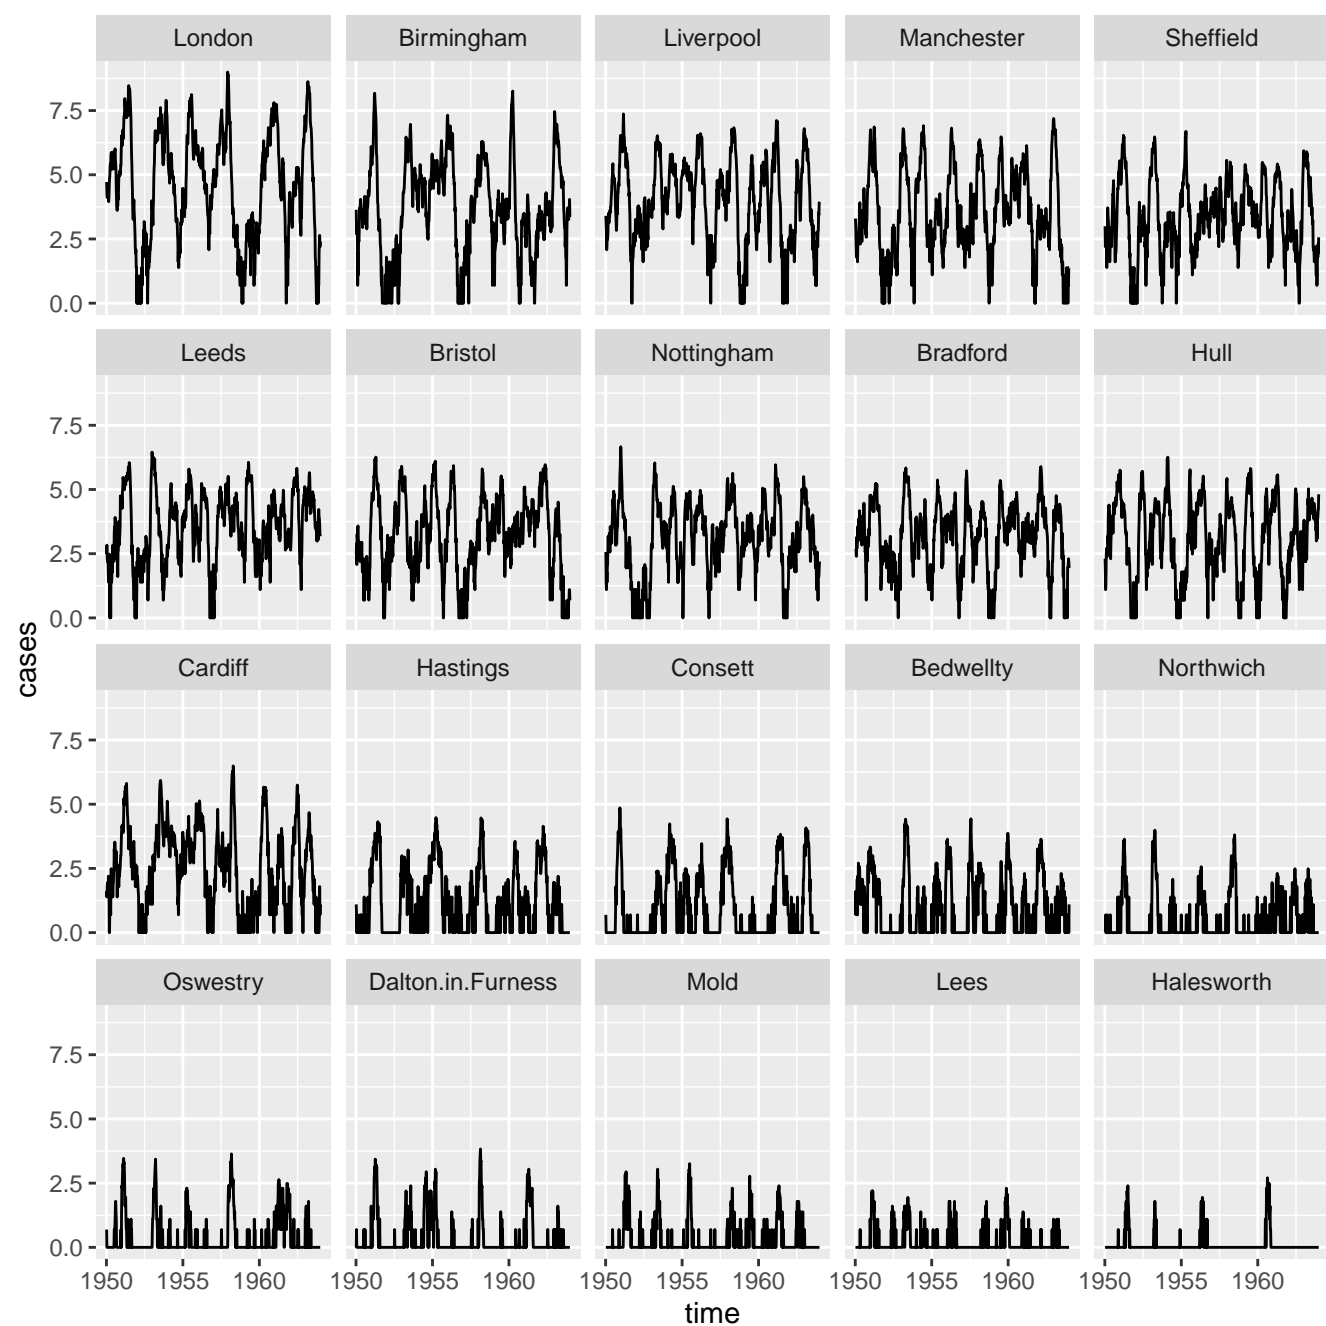 London Birmingham Liverpool Manchester Sheffield
7.5
5.0
2.5
0.0
Leeds Bristol Nottingham Bradford Hull
7.5
5.0
2.5
0.0
cases
Cardiff Hastings Consett Bedwellty Northwich
7.5
5.0
2.5
0.0
Oswestry Dalton.in.Furness Mold Lees Halesworth
7.5
5.0
2.5
0.0
1950 1955 1960 1950 1955 1960 1950 1955 1960 1950 1955 1960 1950 1955 1960
time